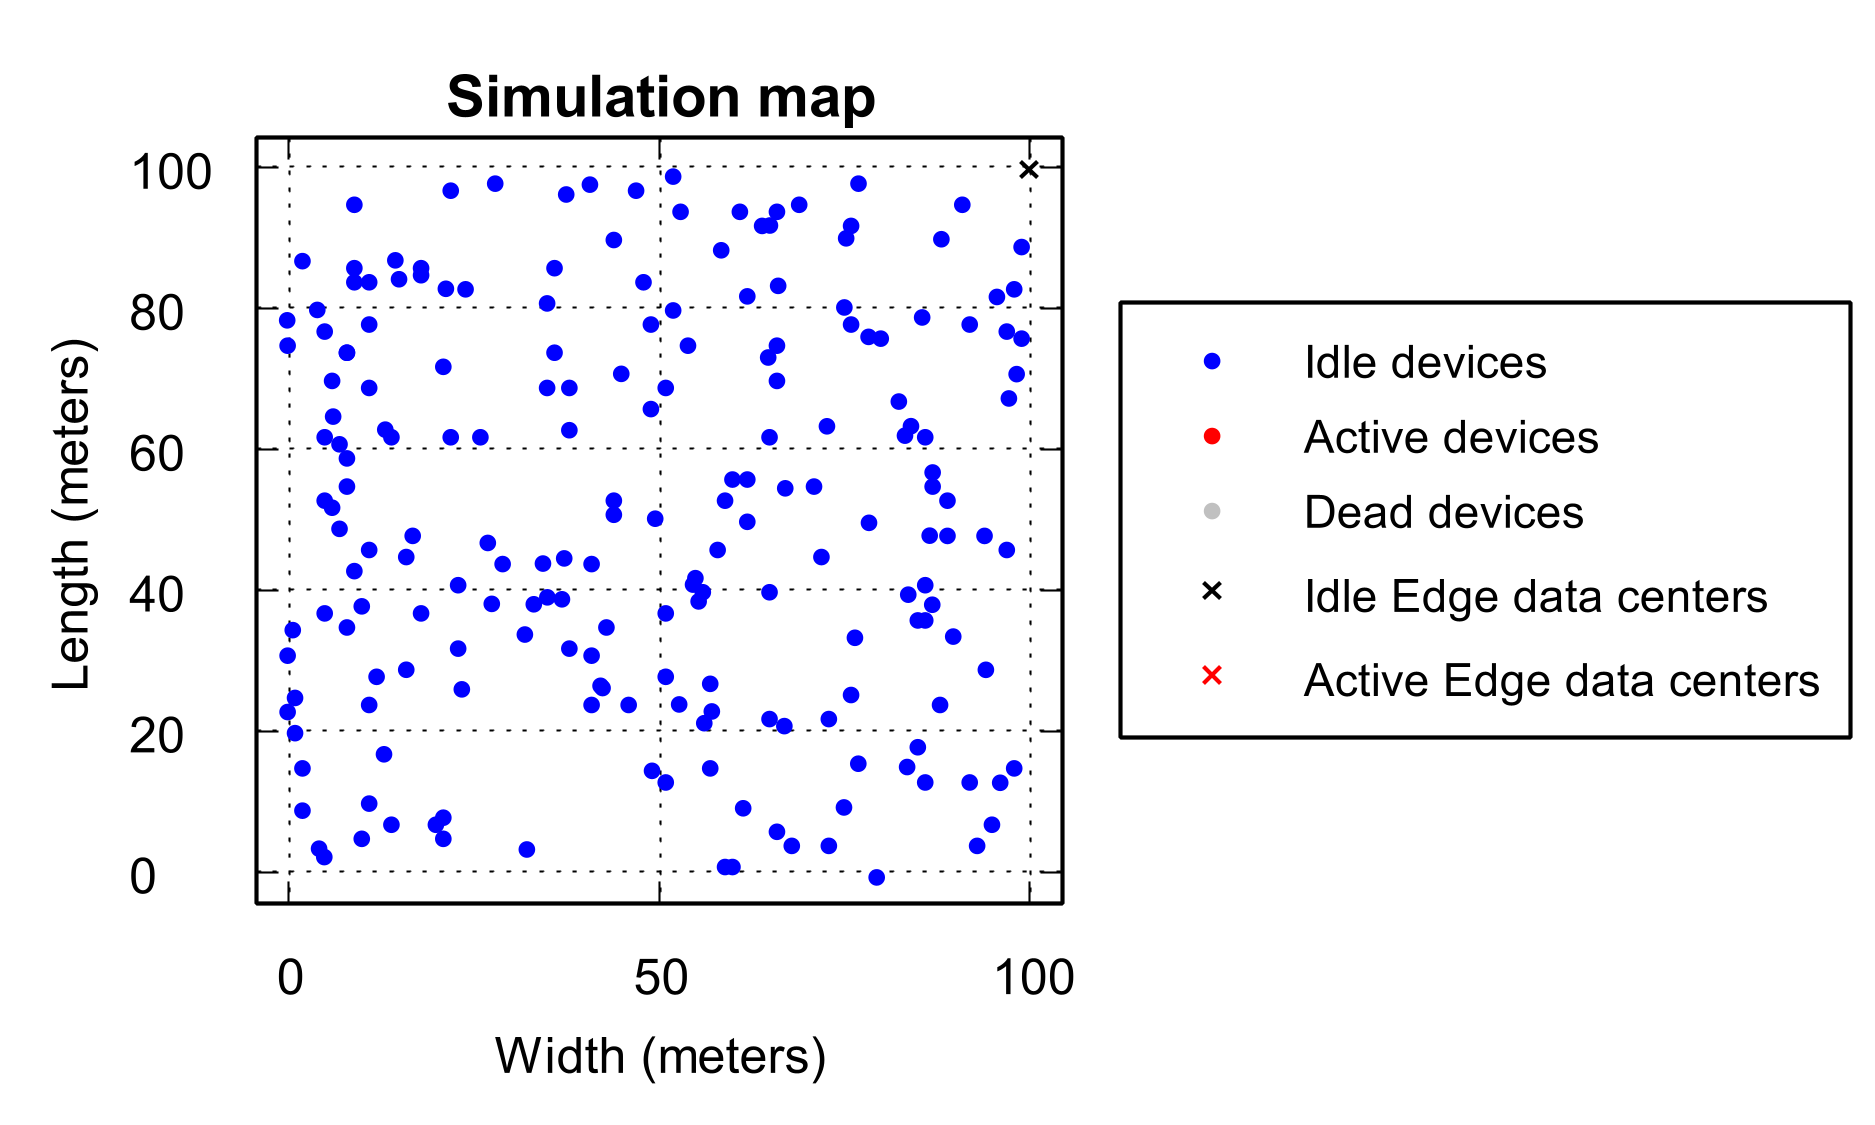 Simulation map
100
80
60
40
20
0
Length (meters)
0 50 100
Width (meters)
Idle devices
Active devices
Dead devices
Idle Edge data centers
Active Edge data centers